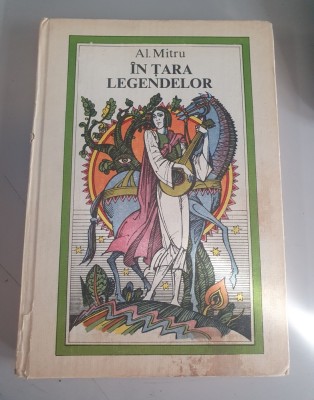 Al. Mitru
ÎN ȚARA
LEGENDELOR